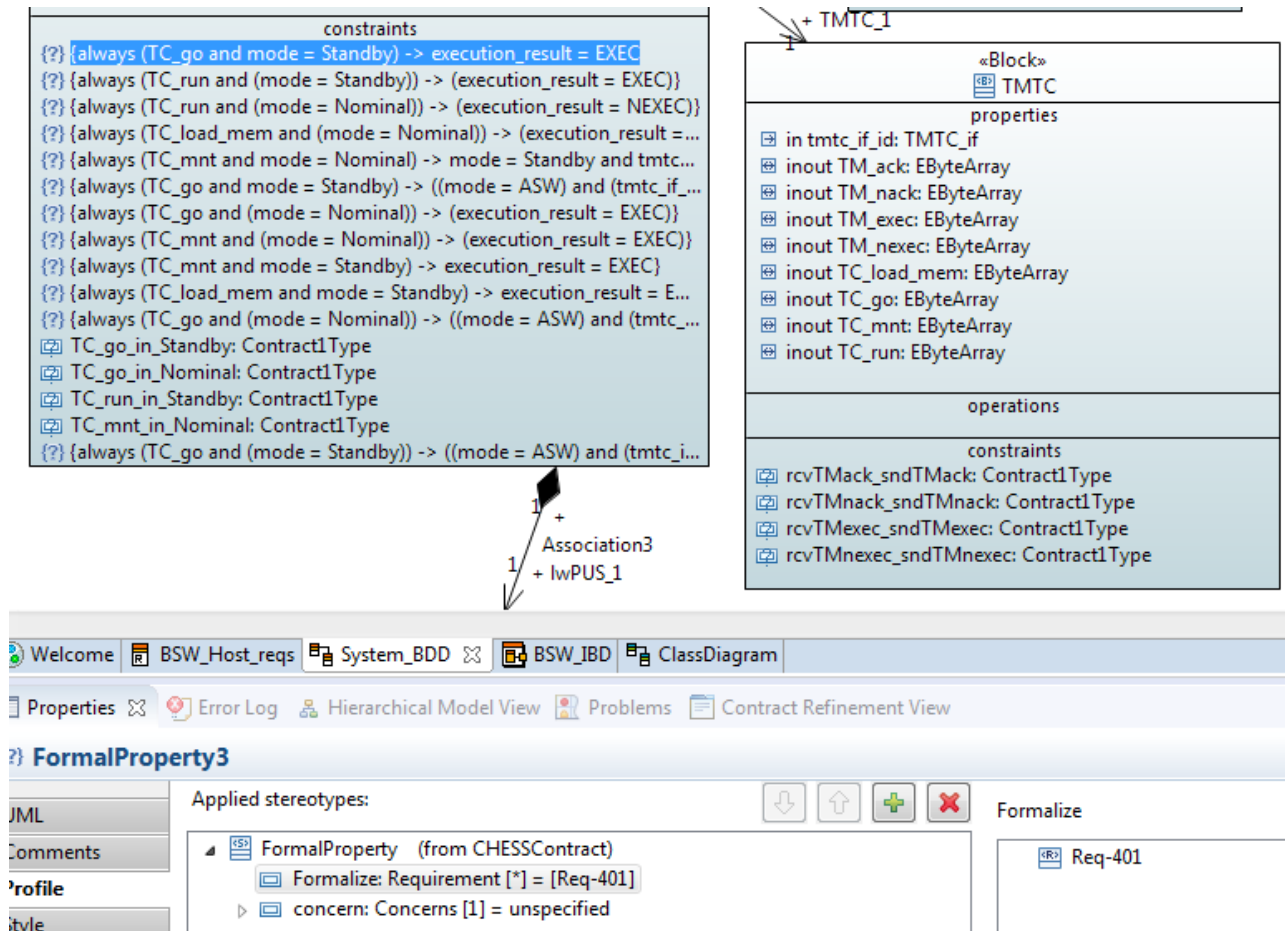 constraints
{?} {always (TC_go and mode = Standby) -> execution_result = EXEC
{?} {always (TC_run and (mode = Standby)) -> (execution_result = EXEC)}
{?} {always (TC_run and (mode = Nominal)) -> (execution_result = NEXEC)}
{?} {always (TC_load_mem and (mode = Nominal)) -> (execution_result =...
{?} {always (TC_mnt and mode = Nominal) -> mode = Standby and tmtc...
{?} {always (TC_go and mode = Standby) -> ((mode = ASW) and (tmtc_if_...
{?} {always (TC_go and (mode = Nominal)) -> (execution_result = EXEC)}
{?} {always (TC_mnt and (mode = Nominal)) -> (execution_result = EXEC)}
{?} {always (TC_mnt and mode = Standby) -> execution_result = EXEC}
{?} {always (TC_load_mem and mode = Standby) -> execution_result = E...
{?} {always (TC_go and (mode = Nominal)) -> ((mode = ASW) and (tmtc_...
TC_go_in_Standby: Contract1Type
TC_go_in_Nominal: Contract1Type
TC_run_in_Standby: Contract1Type
TC_mnt_in_Nominal: Contract1Type
{?} {always (TC_go and (mode = Standby)) -> ((mode = ASW) and (tmtc_i...
1
+
Association3
1
+ lwPUS_1
+ TMTC_1
1
«Block»
TMTC
properties
in tmtc_if_id: TMTC_if
inout TM_ack: EByteArray
inout TM_nack: EByteArray
inout TM_exec: EByteArray
inout TM_nexec: EByteArray
inout TC_load_mem: EByteArray
inout TC_go: EByteArray
inout TC_mnt: EByteArray
inout TC_run: EByteArray
operations
constraints
rcvTMack_sndTMack: Contract1Type
rcvTMnack_sndTMnack: Contract1Type
rcvTMexec_sndTMexec: Contract1Type
rcvTMnexec_sndTMnexec: Contract1Type
Welcome BSW_Host_reqs System_BDD BSW_IBD ClassDiagram
Properties Error Log Hierarchical Model View Problems Contract Refinement View
?} FormalProperty3
UML
Comments
Profile
Style
Applied stereotypes:
FormalProperty (from CHESSContract)
Formalize: Requirement [*] = [Req-401]
concern: Concerns [1] = unspecified
Formalize
Req-401